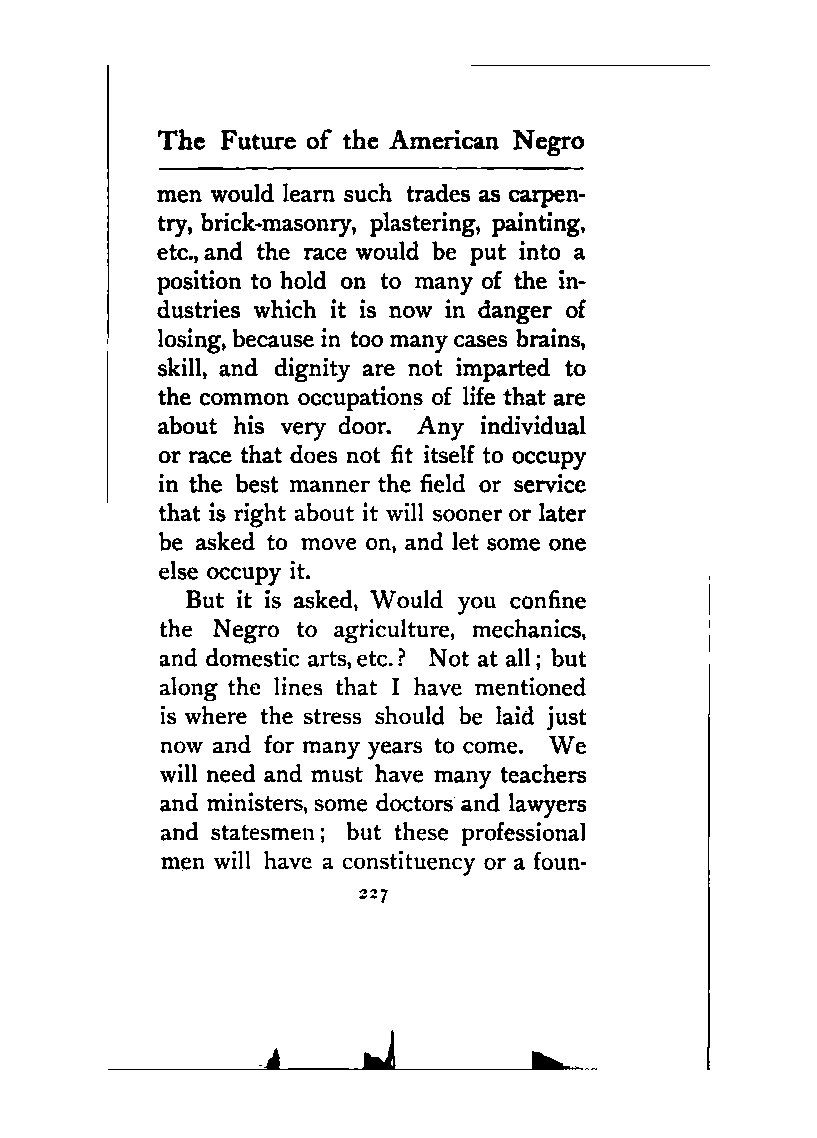 The Future of the American Negro
men would learn such trades as carpen-
try, brick-masonry, plastering, painting,
etc., and the race would be put into a
position to hold on to many of the in-
dustries which it is now in danger of
losing, because in too many cases brains,
skill, and dignity are not imparted to
the common occupations of life that are
about his very door. Any individual
or race that does not fit itself to occupy
in the best manner the field or service
that is right about it will sooner or later
be asked to move on, and let some one
else occupy it.
But it is asked, Would you confine
the Negro to agriculture, mechanics,
and domestic arts, etc.? Not at all; but
along the lines that I have mentioned
is where the stress should be laid just
now and for many years to come. We
will need and must have many teachers
and ministers, some doctors and lawyers
and statesmen; but these professional
men will have a constituency or a foun-
227